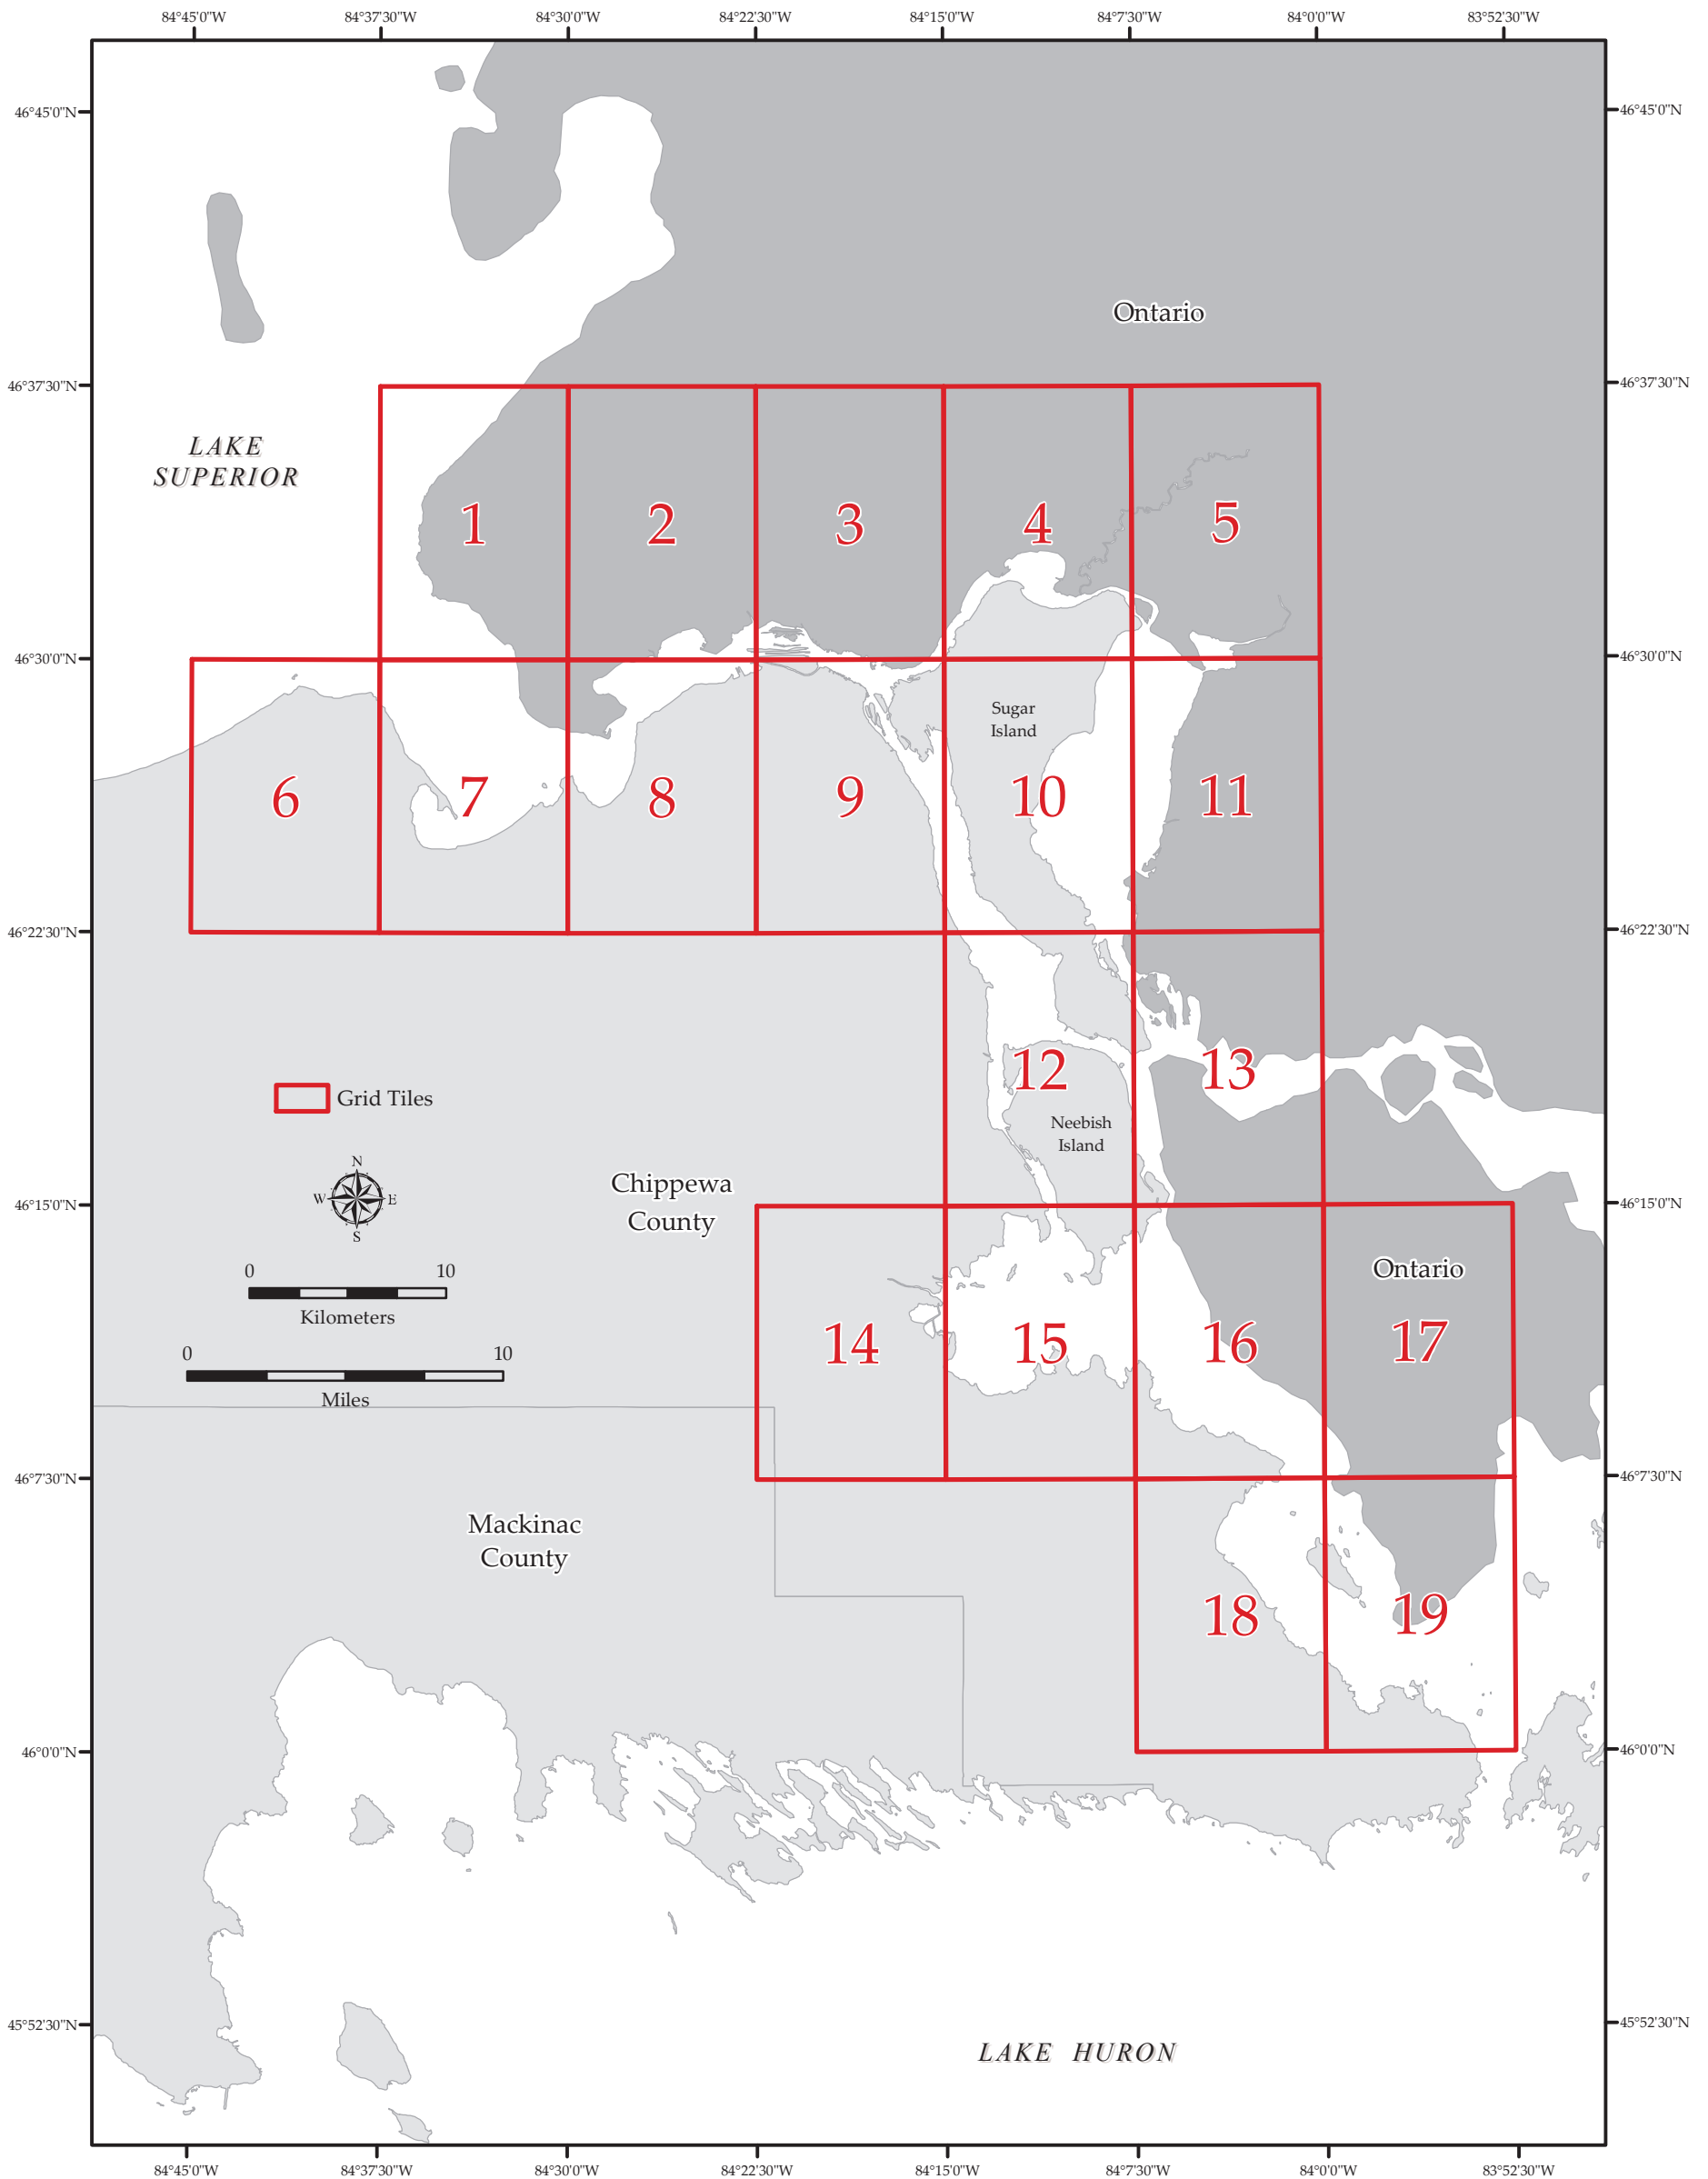 84°45'0"W 84°37'30"W 84°30'0"W 84°22'30"W 84°15'0"W 84°7'30"W 84°0'0"W 83°52'30"W
46°45'0"N 46°45'0"N
Ontario
46°37'30"N 46°37'30"N
LAKE
SUPERIOR
1 2 3 4 5
46°30'0"N 46°30'0"N
Sugar
Island
6 7 8 9 10 11
46°22'30"N 46°22'30"N
12 13
Grid Tiles
Neebish
Island
N
W E
S
Chippewa
County
46°15'0"N 46°15'0"N
Ontario
0 10
Kilometers
14 15 16 17
0 10
Miles
46°7'30"N 46°7'30"N
Mackinac
County
18 19
46°0'0"N 46°0'0"N
45°52'30"N 45°52'30"N
LAKE HURON
84°45'0"W 84°37'30"W 84°30'0"W 84°22'30"W 84°15'0"W 84°7'30"W 84°0'0"W 83°52'30"W